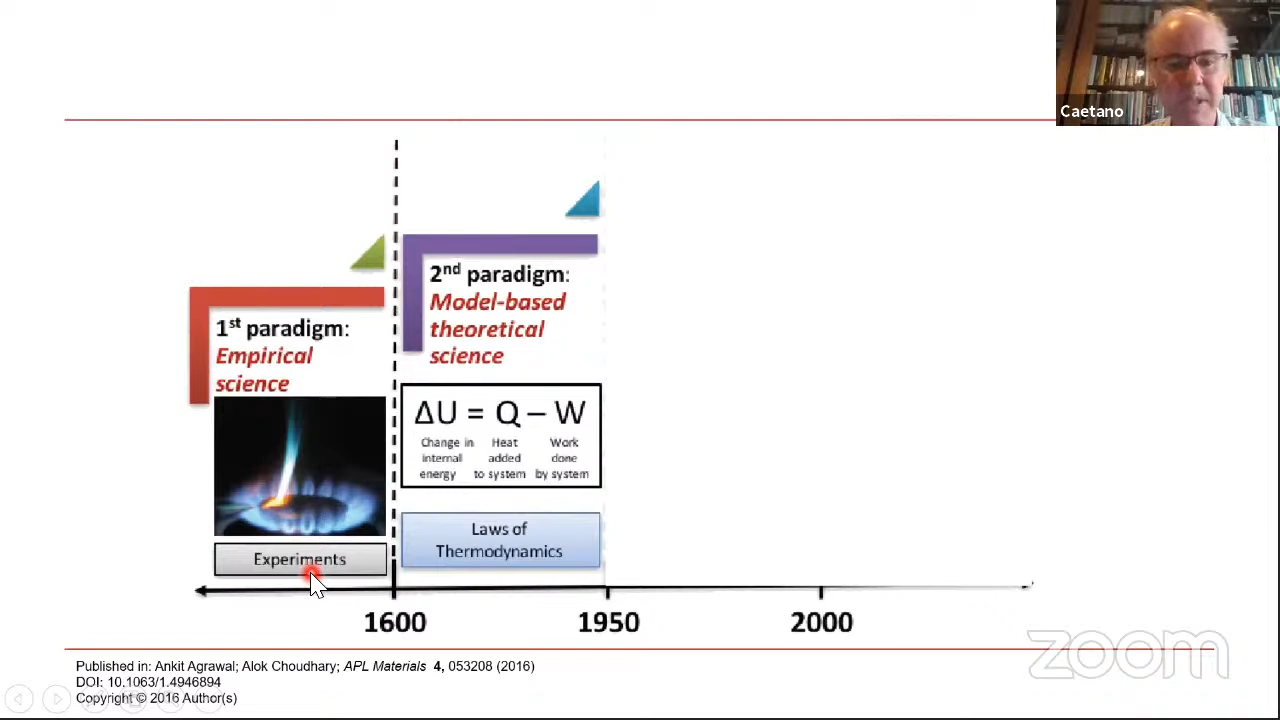 Caetano
1st paradigm:
Empirical
science
Experiments
2nd paradigm:
Model-based
theoretical
science
ΔU = Q – W
Change in internal energy
Heat added to system
Work done by system
Laws of
Thermodynamics
1600
1950
2000
zoom
Published in: Ankit Agrawal; Alok Choudhary; APL Materials 4, 053208 (2016)
DOI: 10.1063/1.4946894
Copyright © 2016 Author(s)